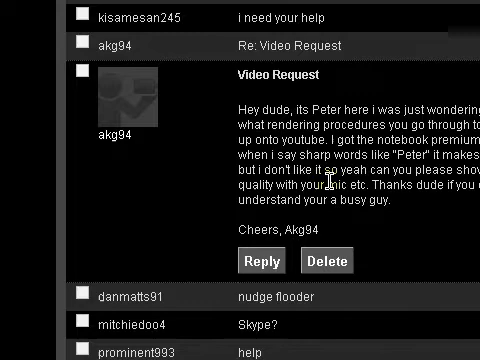 kisamesan245 i need your help
akg94 Re: Video Request
Video Request
akg94
Hey dude, its Peter here i was just wondering
what rendering procedures you go through to
up onto youtube. I got the notebook premium
when i say sharp words like "Peter" it makes
but i don't like it so yeah can you please
quality with your mic etc. Thanks dude if you
understand your a busy guy.
Cheers, Akg94
Reply Delete
danmatts91 nudge flooder
mitchiedoo4 Skype?
prominent993 help